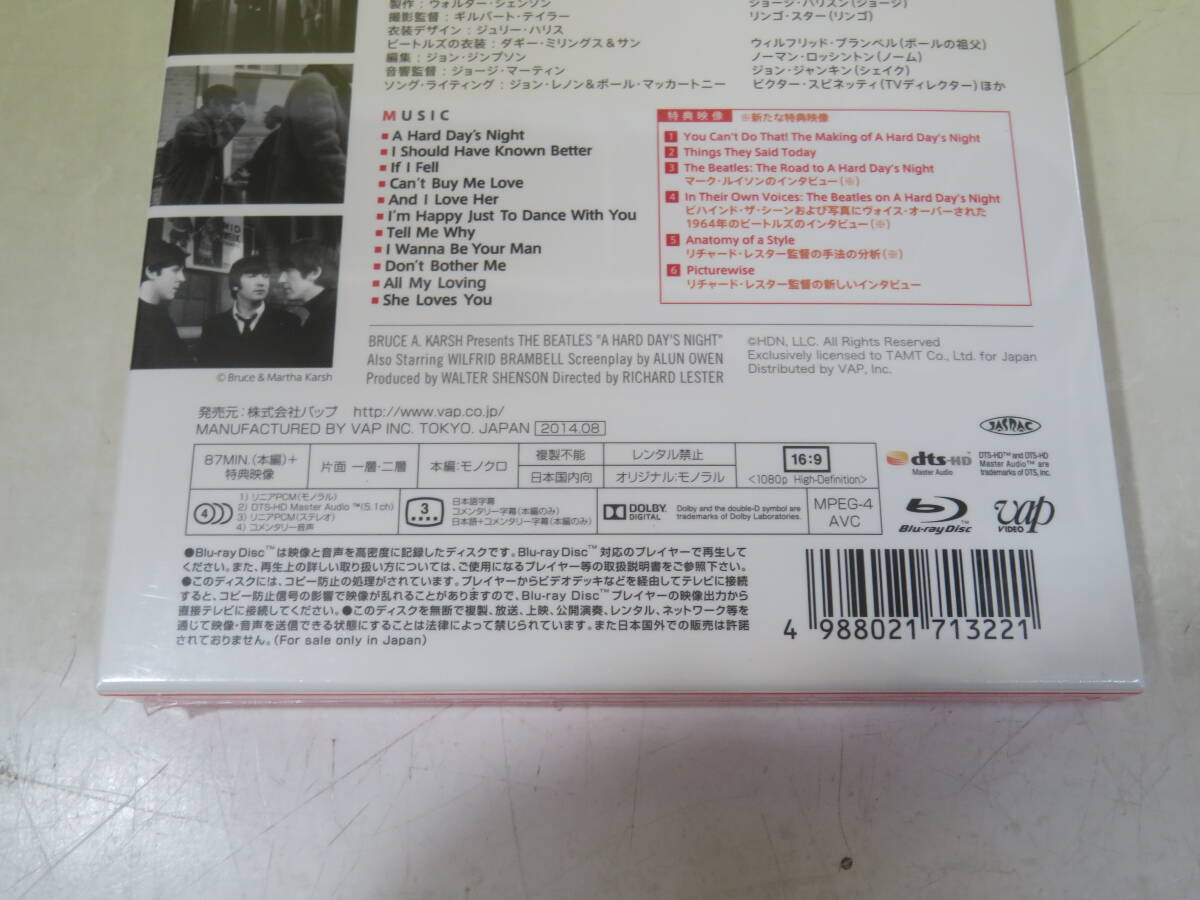 製作：ウォルター・シェンソン
撮影監督：ギルバート・テイラー
衣装デザイン：ジュリー・ハリス
ビートルズの衣装：ダギー・ミリングス&サン
編集：ジョン・ジンプソン
音響監督：ジョージ・マーティン
ソング・ライティング：ジョン・レノン&ポール・マッカートニー
ジョージ・ハリスン(ジョージ)
リンゴ・スター(リンゴ)
ウィルフリッド・ブランベル(ポールの祖父)
ノーマン・ロッシントン(ノーム)
ジョン・ジャンキン(シェイク)
ビクター・スピネッティ(TVディレクター)ほか
MUSIC
A Hard Day's Night
I Should Have Known Better
If I Fell
Can't Buy Me Love
And I Love Her
I'm Happy Just To Dance With You
Tell Me Why
I Wanna Be Your Man
Don't Bother Me
All My Loving
She Loves You
特典映像 ※新たな特典映像
1 You Can't Do That! The Making of A Hard Day's Night
2 Things They Said Today
3 The Beatles: The Road to A Hard Day's Night
マーク・ルイソンのインタビュー(※)
4 In Their Own Voices: The Beatles on A Hard Day's Night
ビハインド・ザ・シーンおよび写真にヴォイス・オーバーされた
1964年のビートルズのインタビュー(※)
5 Anatomy of a Style
リチャード・レスター監督の手法の分析(※)
6 Picturewise
リチャード・レスター監督の新しいインタビュー
© Bruce & Martha Karsh
BRUCE A. KARSH Presents THE BEATLES "A HARD DAY'S NIGHT"
Also Starring WILFRID BRAMBELL Screenplay by ALUN OWEN
Produced by WALTER SHENSON Directed by RICHARD LESTER
©HDN, LLC. All Rights Reserved
Exclusively licensed to TAMT Co., Ltd. for Japan
Distributed by VAP, Inc.
発売元：株式会社バップ http://www.vap.co.jp/
MANUFACTURED BY VAP INC. TOKYO. JAPAN 2014.08
JASRAC
87MIN.(本編)+
特典映像
片面 一層・二層
本編：モノクロ
複製不能
日本国内向
レンタル禁止
オリジナル：モノラル
16:9
<1080p High-Definition>
dts-HD
Master Audio
DTS-HD™ and DTS-HD
Master Audio™ are
trademarks of DTS, Inc.
4
1) リニアPCM(モノラル)
2) DTS-HD Master Audio ™(5.1ch)
3) リニアPCM(ステレオ)
4) コメンタリー音声
3
日本語字幕
コメンタリー字幕(本編のみ)
日本語+コメンタリー字幕(本編のみ)
DOLBY
DIGITAL
Dolby and the double-D symbol are
trademarks of Dolby Laboratories.
MPEG-4
AVC
Blu-ray Disc™
vap
VIDEO
●Blu-ray Disc™は映像と音声を高密度に記録したディスクです。Blu-ray Disc™対応のプレイヤーで再生して
ください。また、再生上の詳しい取り扱い方については、ご使用になるプレイヤー等の取扱説明書をご参照下さい。
●このディスクには、コピー防止の処理がされています。プレイヤーからビデオデッキなどを経由してテレビに接続
すると、コピー防止信号の影響で映像が乱れることがありますので、Blu-ray Discプレイヤーの映像出力から
直接テレビに接続してください。●このディスクを無断で複製、放送、上映、公開演奏、レンタル、ネットワーク等を
通じて映像・音声を送信できる状態にすることは法律によって禁じられています。また日本国外での販売は許諾
されておりません。(For sale only in Japan)
4 988021 713221